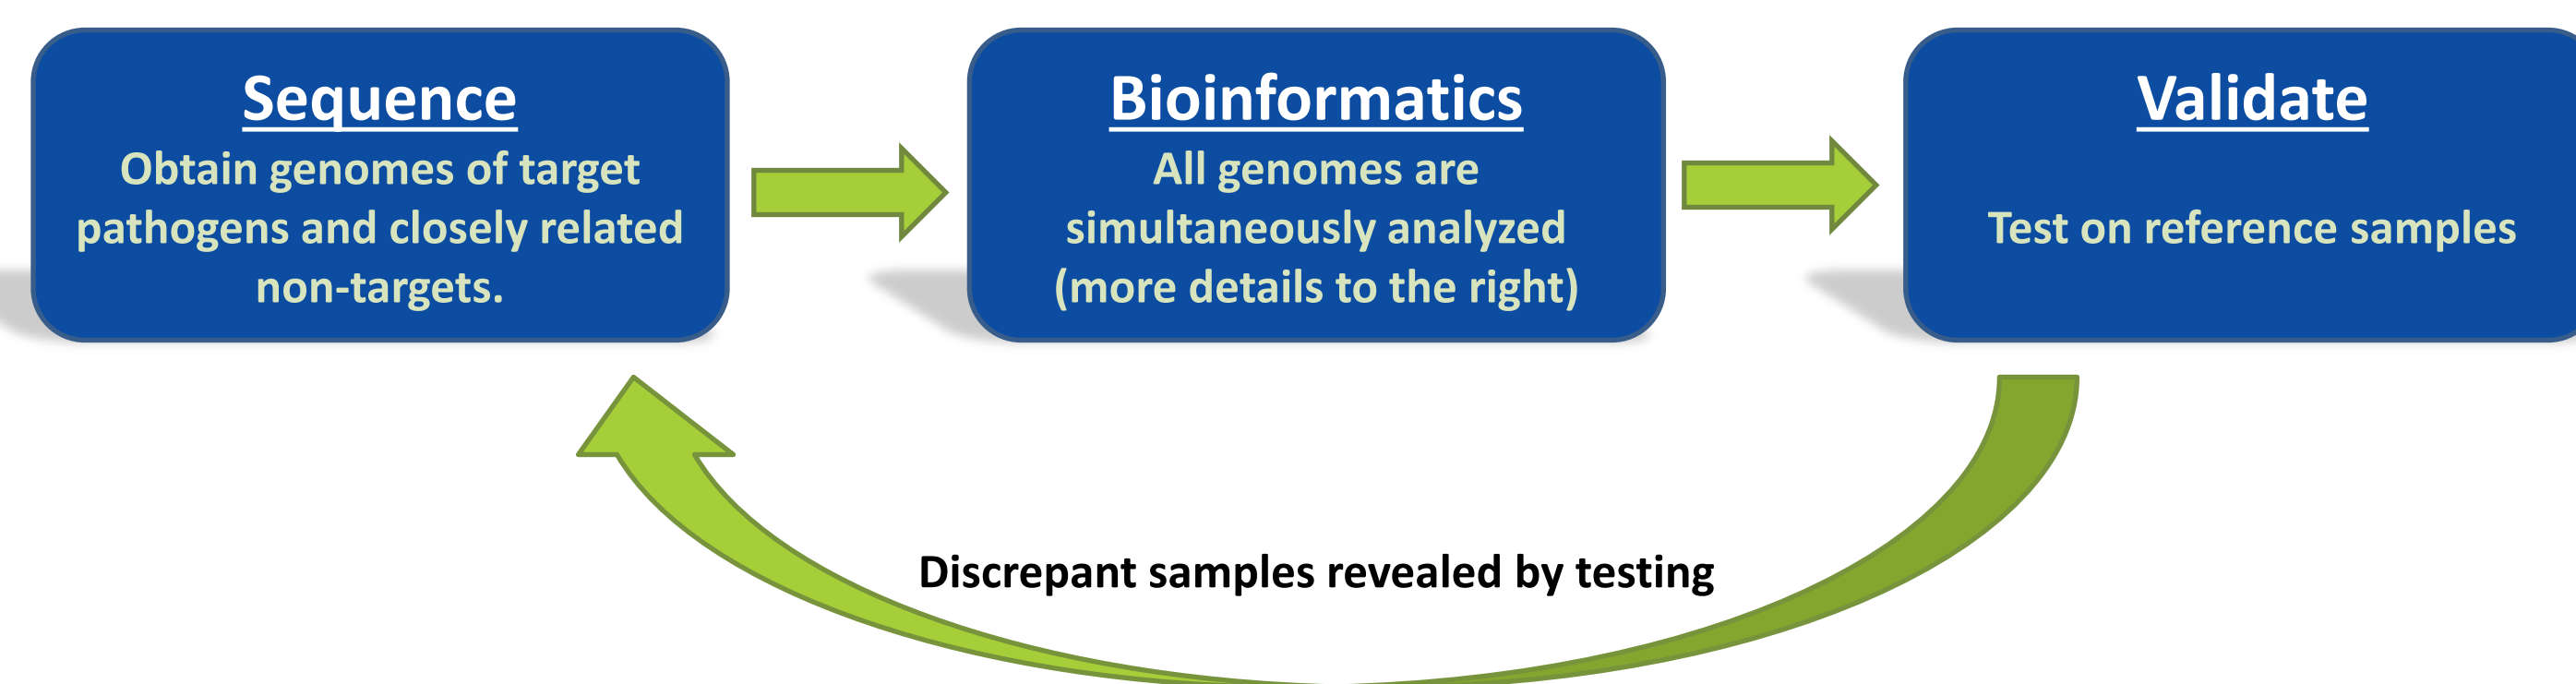 Sequence
Obtain genomes of target
pathogens and closely related
non-targets.
Bioinformatics
All genomes are
simultaneously analyzed
(more details to the right)
Validate
Test on reference samples
Discrepant samples revealed by testing